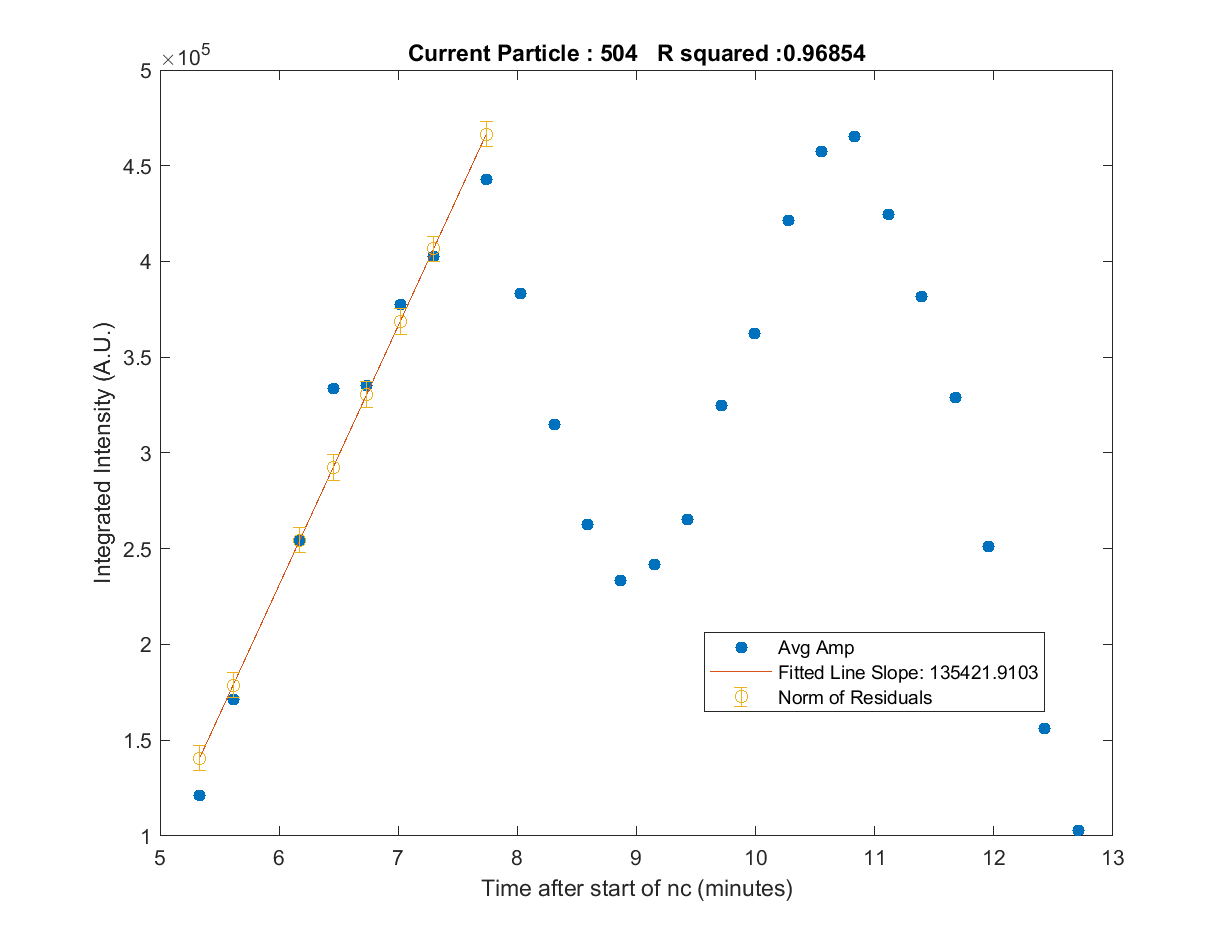 Current Particle : 504 R squared :0.96854
×10^5
5
4.5
4
3.5
3
2.5
2
1.5
1
Integrated Intensity (A.U.)
Avg Amp
Fitted Line Slope: 135421.9103
Norm of Residuals
5 6 7 8 9 10 11 12 13
Time after start of nc (minutes)